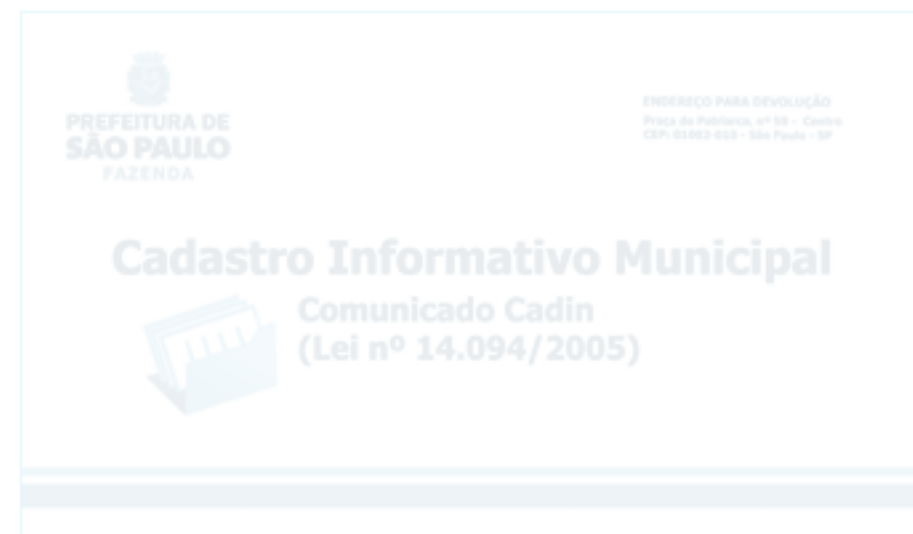 PREFEITURA DE
SÃO PAULO
FAZENDA
ENDEREÇO PARA DEVOLUÇÃO
Praça do Patriarca, nº 59 - Centro
CEP: 01002-010 - São Paulo - SP
Cadastro Informativo Municipal
Comunicado Cadin
(Lei nº 14.094/2005)